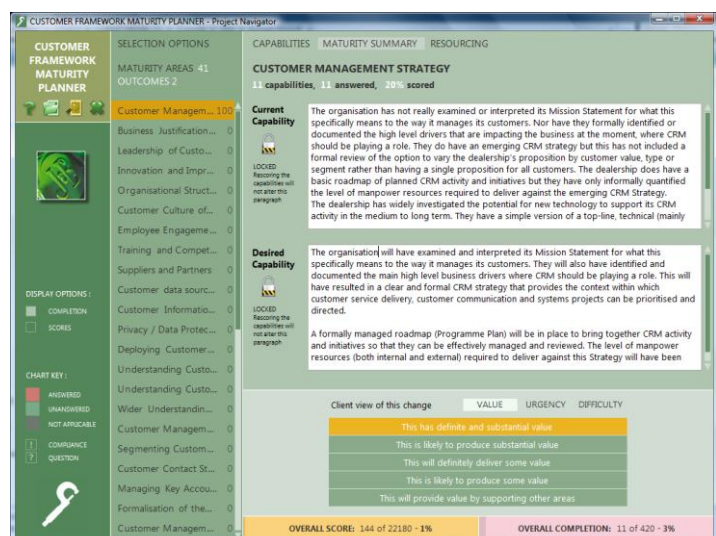 CUSTOMER FRAMEWORK MATURITY PLANNER - Project Navigator
CUSTOMER
FRAMEWORK
MATURITY
PLANNER
DISPLAY OPTIONS :
COMPLETION
SCORES
CHART KEY :
ANSWERED
UNANSWERED
NOT APPLICABLE
! COMPLIANCE
? QUESTION
SELECTION OPTIONS
MATURITY AREAS 41
OUTCOMES 2
Customer Managem... 100
Business Justification... 0
Leadership of Custo... 0
Innovation and Impr... 0
Organisational Struct... 0
Customer Culture of... 0
Employee Engageme... 0
Training and Compet... 0
Suppliers and Partners 0
Customer data sourc... 0
Customer Informatio... 0
Privacy / Data Protec... 0
Deploying Customer... 0
Understanding Custo... 0
Understanding Custo... 0
Wider Understandin... 0
Customer Managem... 0
Segmenting Custom... 0
Customer Contact St... 0
Managing Key Accou... 0
Formalisation of the... 0
Customer Managem... 0
CAPABILITIES MATURITY SUMMARY RESOURCING
CUSTOMER MANAGEMENT STRATEGY
11 capabilities, 11 answered, 20% scored
Current
Capability
LOCKED
Rescoring the
capabilities will
not alter this
paragraph
The organisation has not really examined or interpreted its Mission Statement for what this
specifically means to the way it manages its customers. Nor have they formally identified or
documented the high level drivers that are impacting the business at the moment, where CRM
should be playing a role. They do have an emerging CRM strategy but this has not included a
formal review of the option to vary the dealership's proposition by customer value, type or
segment rather than having a single proposition for all customers. The dealership does have a
basic roadmap of planned CRM activity and initiatives but they have only informally quantified
the level of manpower resources required to deliver against the emerging CRM Strategy.
The dealership has widely investigated the potential for new technology to support its CRM
activity in the medium to long term. They have a simple version of a top-line, technical (mainly
Desired
Capability
LOCKED
Rescoring the
capabilities will
not alter this
paragraph
The organisation will have examined and interpreted its Mission Statement for what this
specifically means to the way it manages its customers. They will also have identified and
documented the main high level business drivers where CRM should be playing a role. This will
have resulted in a clear and formal CRM strategy that provides the context within which
customer service delivery, customer communication and systems projects can be prioritised and
directed.
A formally managed roadmap (Programme Plan) will be in place to bring together CRM activity
and initiatives so that they can be effectively managed and reviewed. The level of manpower
resources (both internal and external) required to deliver against this Strategy will have been
Client view of this change VALUE URGENCY DIFFICULTY
This has definite and substantial value
This is likely to produce substantial value
This will definitely deliver some value
This is likely to produce some value
This will provide value by supporting other areas
OVERALL SCORE: 144 of 22180 - 1% OVERALL COMPLETION: 11 of 420 - 3%